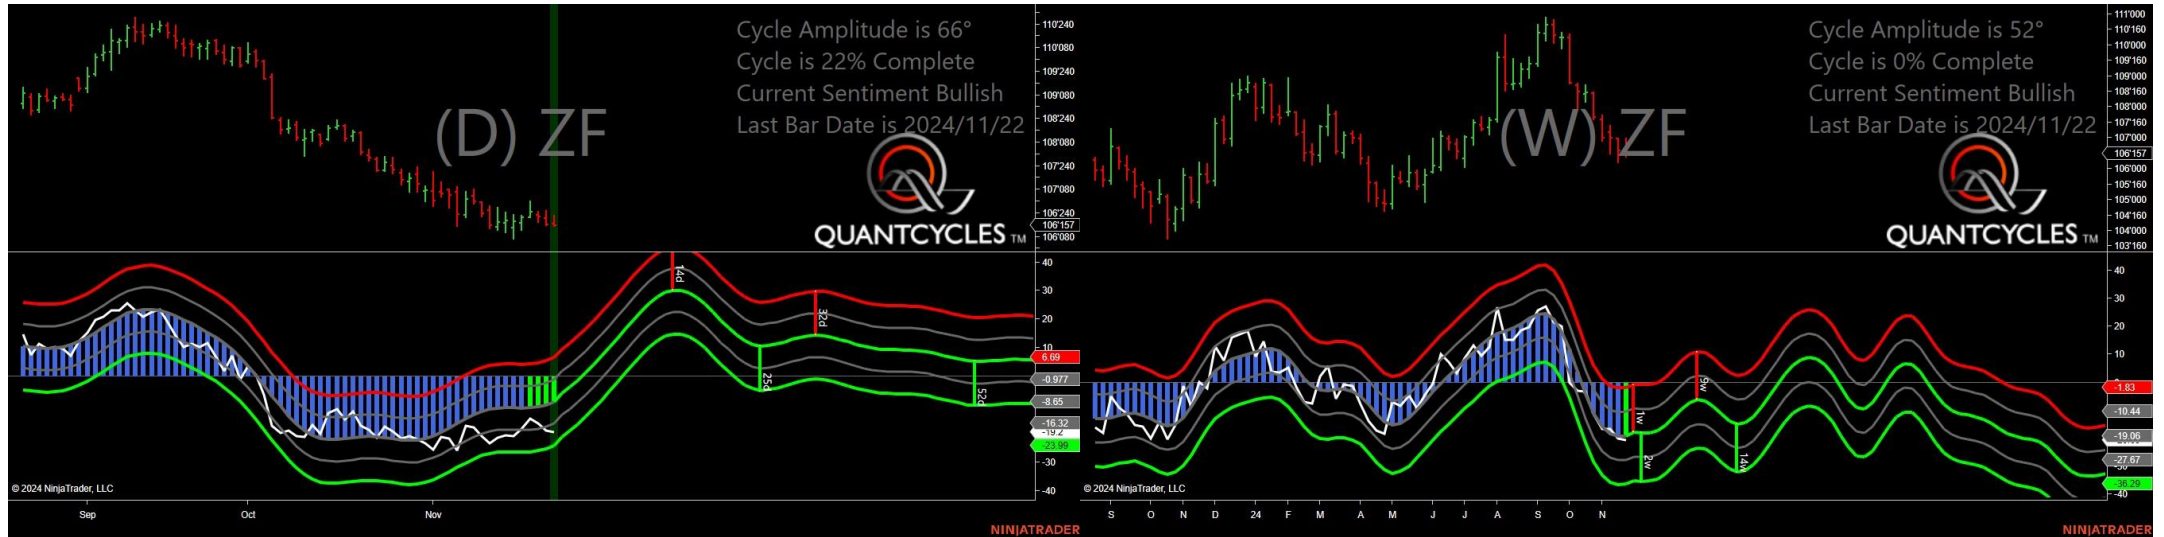 Cycle Amplitude is 66°
Cycle is 22% Complete
Current Sentiment Bullish
Last Bar Date is 2024/11/22
(D) ZF
QUANTCYCLES TM
110'240
110'080
109'240
109'080
108'240
108'080
107'240
107'080
106'240
106'157
106'080
14d
32d
25d
52d
40
30
20
10
6.69
-0.977
-8.65
-16.32
-19.2
-23.99
-30
-40
© 2024 NinjaTrader, LLC
Sep
Oct
Nov
NINJATRADER
Cycle Amplitude is 52°
Cycle is 0% Complete
Current Sentiment Bullish
Last Bar Date is 2024/11/22
(W) ZF
QUANTCYCLES TM
111'000
110'160
110'000
109'160
109'000
108'160
108'000
107'160
107'000
106'157
106'000
105'160
105'000
104'160
104'000
103'160
1w
2w
9w
14w
40
30
20
10
-1.83
-10.44
-19.06
-27.67
-36.29
-40
© 2024 NinjaTrader, LLC
S
O
N
D
24
F
M
A
M
J
J
A
S
O
N
NINJATRADER